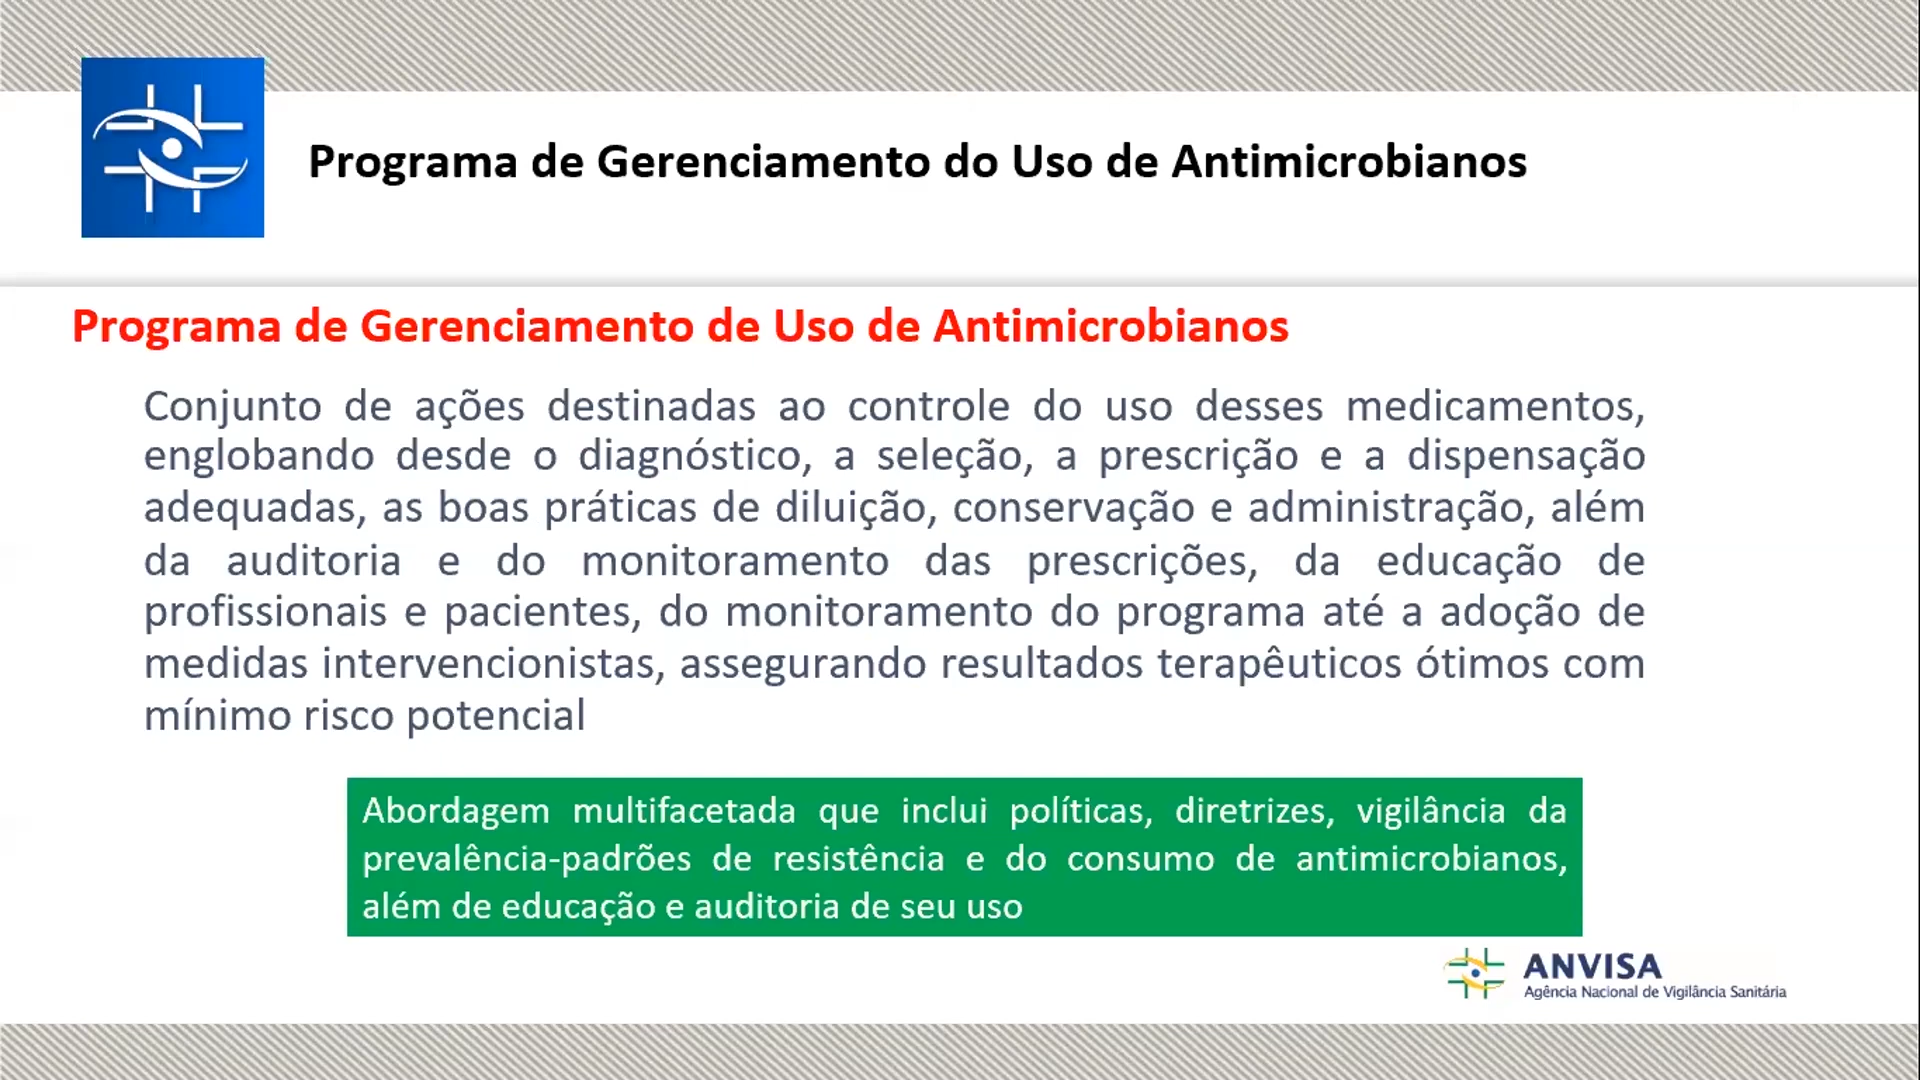 Programa de Gerenciamento do Uso de Antimicrobianos
Programa de Gerenciamento de Uso de Antimicrobianos
Conjunto de ações destinadas ao controle do uso desses medicamentos,
englobando desde o diagnóstico, a seleção, a prescrição e a dispensação
adequadas, as boas práticas de diluição, conservação e administração, além
da auditoria e do monitoramento das prescrições, da educação de
profissionais e pacientes, do monitoramento do programa até a adoção de
medidas intervencionistas, assegurando resultados terapêuticos ótimos com
mínimo risco potencial
Abordagem multifacetada que inclui políticas, diretrizes, vigilância da
prevalência-padrões de resistência e do consumo de antimicrobianos,
além de educação e auditoria de seu uso
ANVISA
Agência Nacional de Vigilância Sanitária